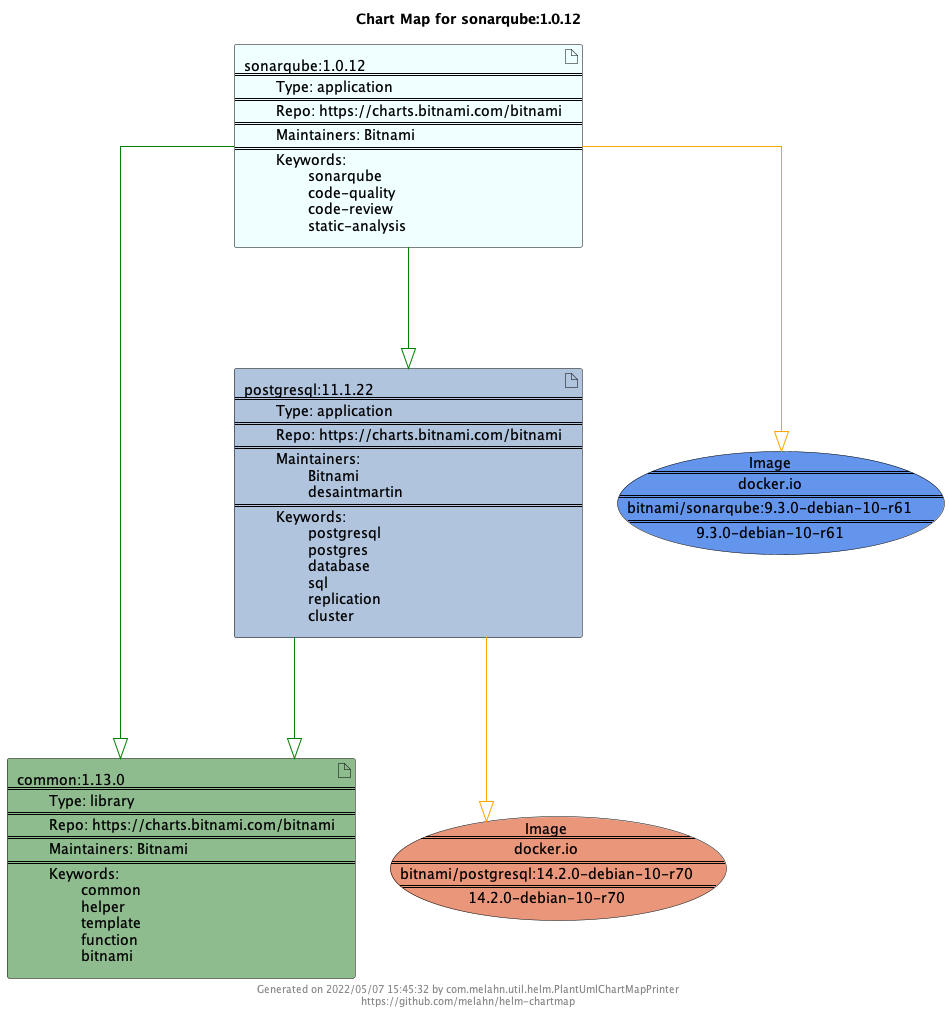 Chart Map for sonarqube:1.0.12
sonarqube:1.0.12
Type: application
Repo: https://charts.bitnami.com/bitnami
Maintainers: Bitnami
Keywords:
sonarqube
code-quality
code-review
static-analysis
postgresql:11.1.22
Type: application
Repo: https://charts.bitnami.com/bitnami
Maintainers:
Bitnami
desaintmartin
Keywords:
postgresql
postgres
database
sql
replication
cluster
Image
docker.io
bitnami/sonarqube:9.3.0-debian-10-r61
9.3.0-debian-10-r61
common:1.13.0
Type: library
Repo: https://charts.bitnami.com/bitnami
Maintainers: Bitnami
Keywords:
common
helper
template
function
bitnami
Image
docker.io
bitnami/postgresql:14.2.0-debian-10-r70
14.2.0-debian-10-r70
Generated on 2022/05/07 15:45:32 by com.melahn.util.helm.PlantUmlChartMapPrinter
https://github.com/melahn/helm-chartmap